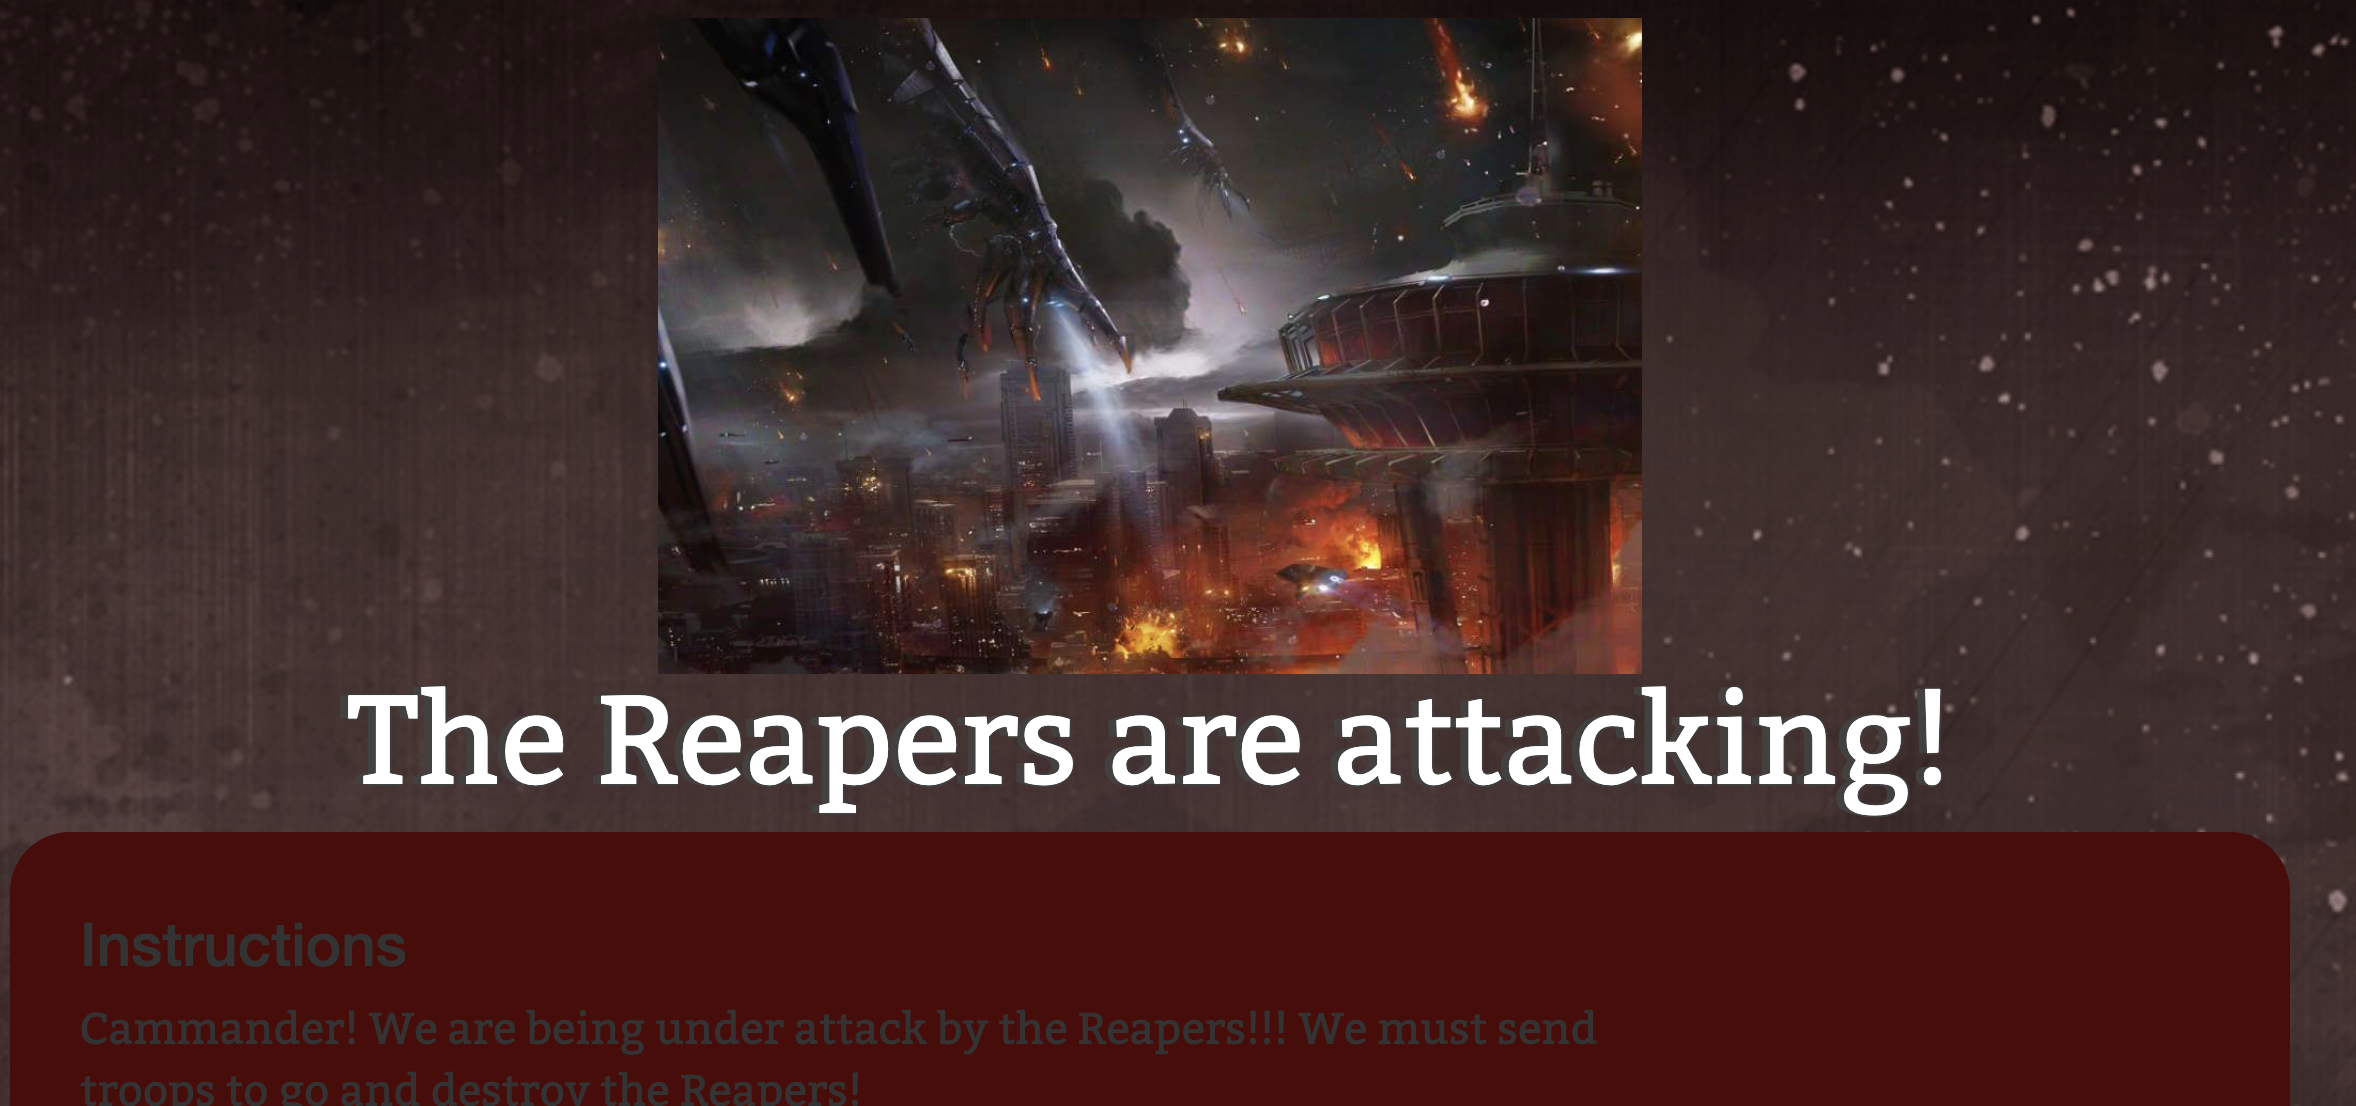 The Reapers are attacking!
Instructions
Cammander! We are being under attack by the Reapers!!! We must send
troops to go and destroy the Reapers!